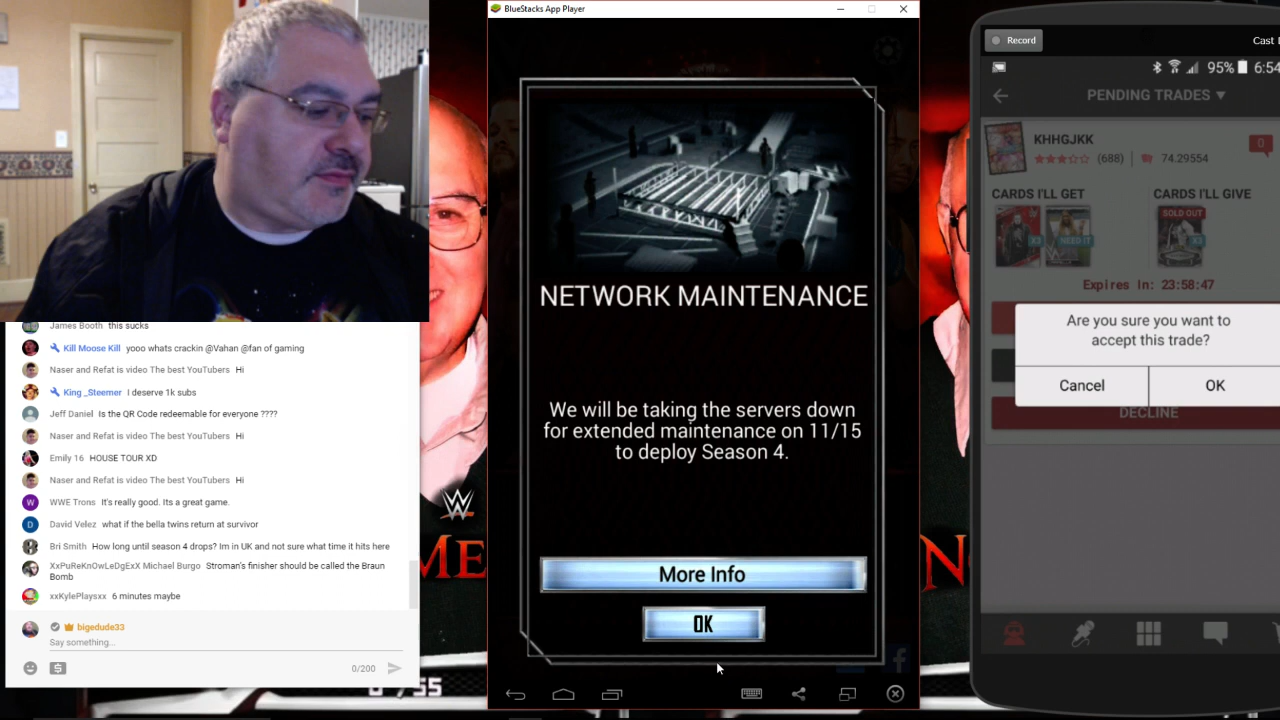 BlueStacks App Player
Record
Cast
95%
6:54
PENDING TRADES
KHHGJKK
0
(688)
74.29554
CARDS I'LL GET
CARDS I'LL GIVE
SOLD OUT
X3
NEED IT
X3
Expires In: 23:58:47
Are you sure you want to
accept this trade?
Cancel
OK
DECLINE
NETWORK MAINTENANCE
We will be taking the servers down
for extended maintenance on 11/15
to deploy Season 4.
More Info
OK
James Booth this sucks
Kill Moose Kill yooo whats crackin @Vahan @fan of gaming
Naser and Refat is video The best YouTubers Hi
King _Steemer I deserve 1k subs
Jeff Daniel Is the QR Code redeemable for everyone ????
Naser and Refat is video The best YouTubers Hi
Emily 16 HOUSE TOUR XD
Naser and Refat is video The best YouTubers Hi
W WWE Trons It's really good. Its a great game.
D David Velez what if the bella twins return at survivor
Bri Smith How long until season 4 drops? Im in UK and not sure what time it hits here
XxPuReKnOwLeDgExX Michael Burgo Stroman's finisher should be called the Braun
Bomb
xxKylePlaysxx 6 minutes maybe
bigedude33
Say something...
$
0/200
W
ME
N